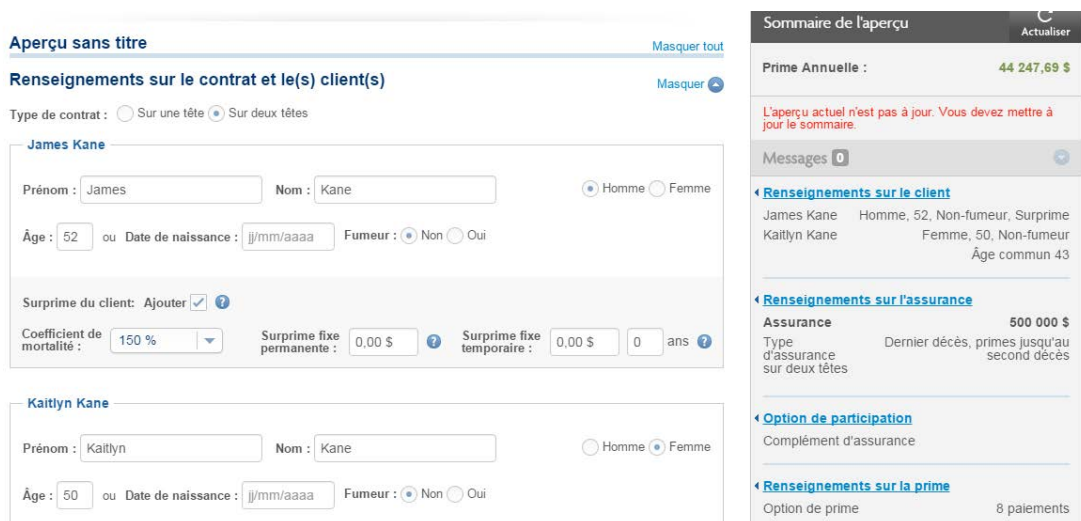 Aperçu sans titre
Masquer tout
Renseignements sur le contrat et le(s) client(s)
Masquer
Type de contrat : Sur une tête Sur deux têtes
James Kane
Prénom : James Nom : Kane Homme Femme
Âge : 52 ou Date de naissance : jj/mm/aaaa Fumeur : Non Oui
Surprime du client: Ajouter ?
Coefficient de mortalité : 150 % Surprime fixe permanente : 0,00 $ ? Surprime fixe temporaire : 0,00 $ 0 ans ?
Kaitlyn Kane
Prénom : Kaitlyn Nom : Kane Homme Femme
Âge : 50 ou Date de naissance : jj/mm/aaaa Fumeur : Non Oui
Sommaire de l'aperçu
Actualiser
Prime Annuelle : 44 247,69 $
L'aperçu actuel n'est pas à jour. Vous devez mettre à
jour le sommaire.
Messages 0
Renseignements sur le client
James Kane Homme, 52, Non-fumeur, Surprime
Kaitlyn Kane Femme, 50, Non-fumeur
Âge commun 43
Renseignements sur l'assurance
Assurance 500 000 $
Type d'assurance sur deux têtes Dernier décès, primes jusqu'au second décès
Option de participation
Complément d'assurance
Renseignements sur la prime
Option de prime 8 paiements